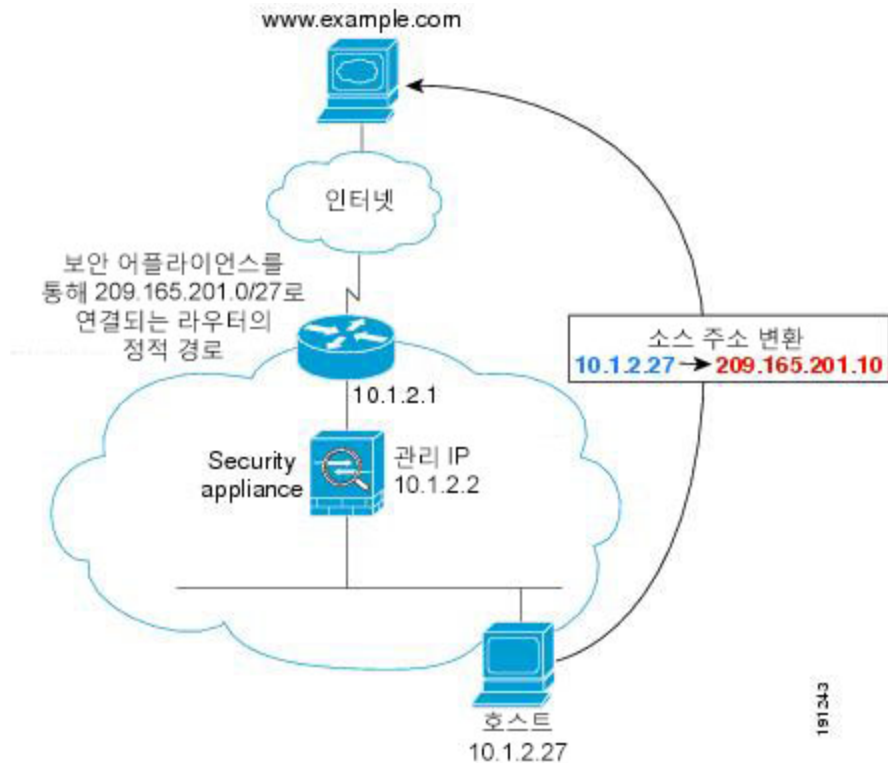 www.example.com
인터넷
보안 어플라이언스를
통해 209.165.201.0/27로
연결되는 라우터의
정적 경로
소스 주소 변환
10.1.2.27 → 209.165.201.10
10.1.2.1
Security
appliance
관리 IP
10.1.2.2
호스트
10.1.2.27
191243